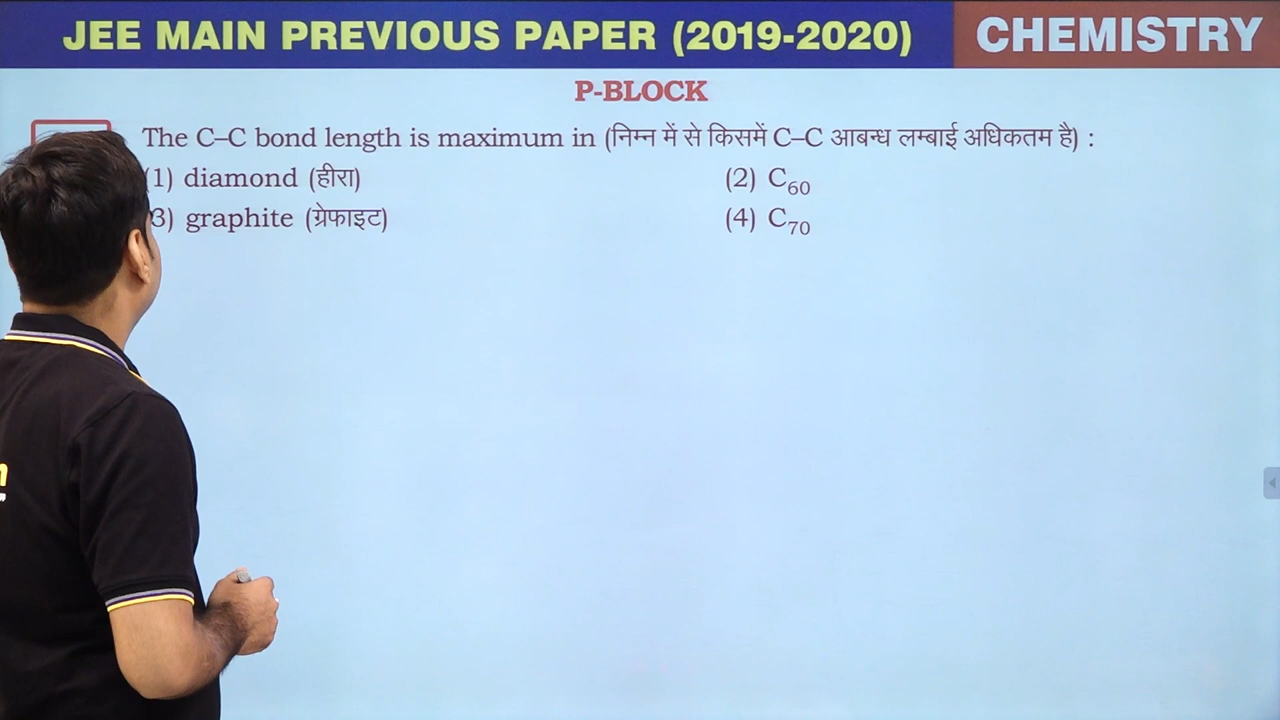 JEE MAIN PREVIOUS PAPER (2019-2020) CHEMISTRY
P-BLOCK
The C–C bond length is maximum in (निम्न में से किसमें C–C आबन्ध लम्बाई अधिकतम है) :
1) diamond (हीरा) (2) C₆₀
3) graphite (ग्रेफाइट) (4) C₇₀